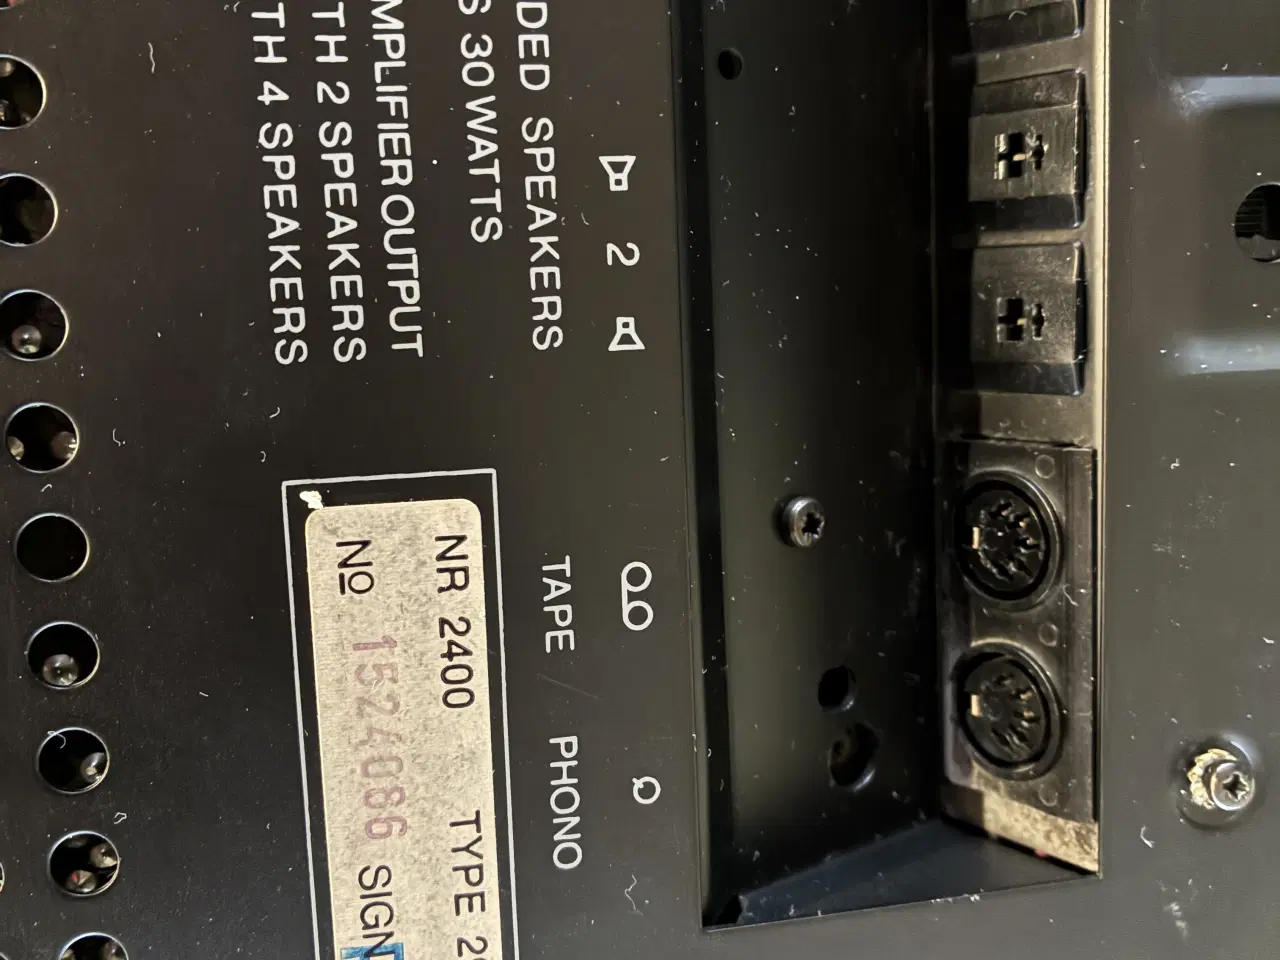 DED SPEAKERS
S 30 WATTS
MPLIFIER OUTPUT
TH 2 SPEAKERS
TH 4 SPEAKERS
2
TAPE PHONO
NR 2400 TYPE
No 1524086 SIGN